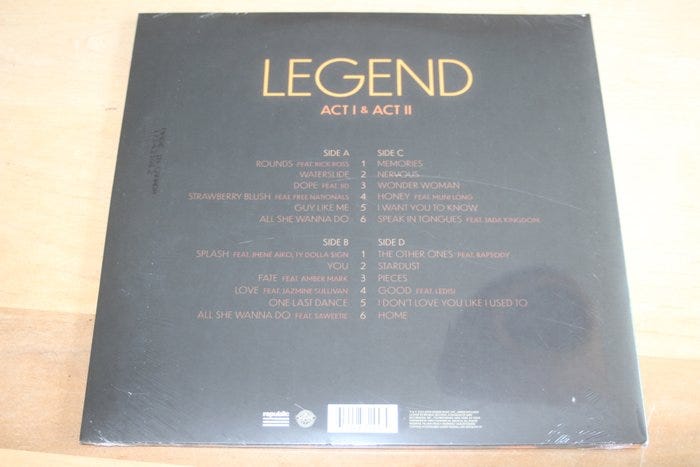 LEGEND
ACT I & ACT II
SIDE A
ROUNDS FEAT. RICK ROSS 1
WATERSLIDE 2
DOPE FEAT. JID 3
STRAWBERRY BLUSH FEAT. FREE NATIONALS 4
GUY LIKE ME 5
ALL SHE WANNA DO 6
SIDE C
MEMORIES
NERVOUS
WONDER WOMAN
HONEY FEAT. MUNI LONG
I WANT YOU TO KNOW
SPEAK IN TONGUES FEAT. JADA KINGDOM
SIDE B
SPLASH FEAT. JHENÉ AIKO, TY DOLLA $IGN 1
YOU 2
FATE FEAT. AMBER MARK 3
LOVE FEAT. JAZMINE SULLIVAN 4
ONE LAST DANCE 5
ALL SHE WANNA DO FEAT. SAWEETIE 6
SIDE D
THE OTHER ONES FEAT. RAPSODY
STARDUST
PIECES
GOOD FEAT. LEDISI
I DON'T LOVE YOU LIKE I USED TO
HOME
republic